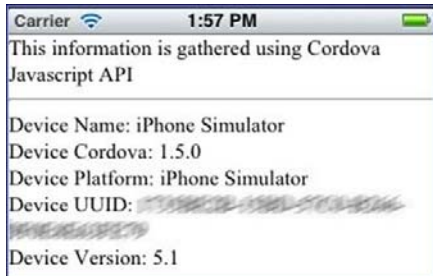 Carrier 1:57 PM
This information is gathered using Cordova
Javascript API
Device Name: iPhone Simulator
Device Cordova: 1.5.0
Device Platform: iPhone Simulator
Device UUID:
Device Version: 5.1